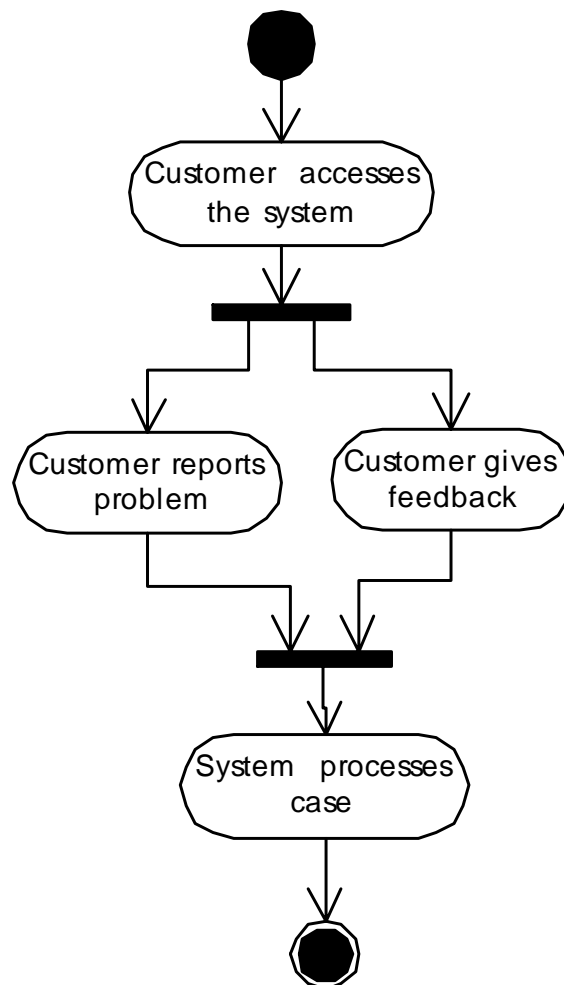 Customer accesses
the system
Customer reports
problem
Customer gives
feedback
System processes
case